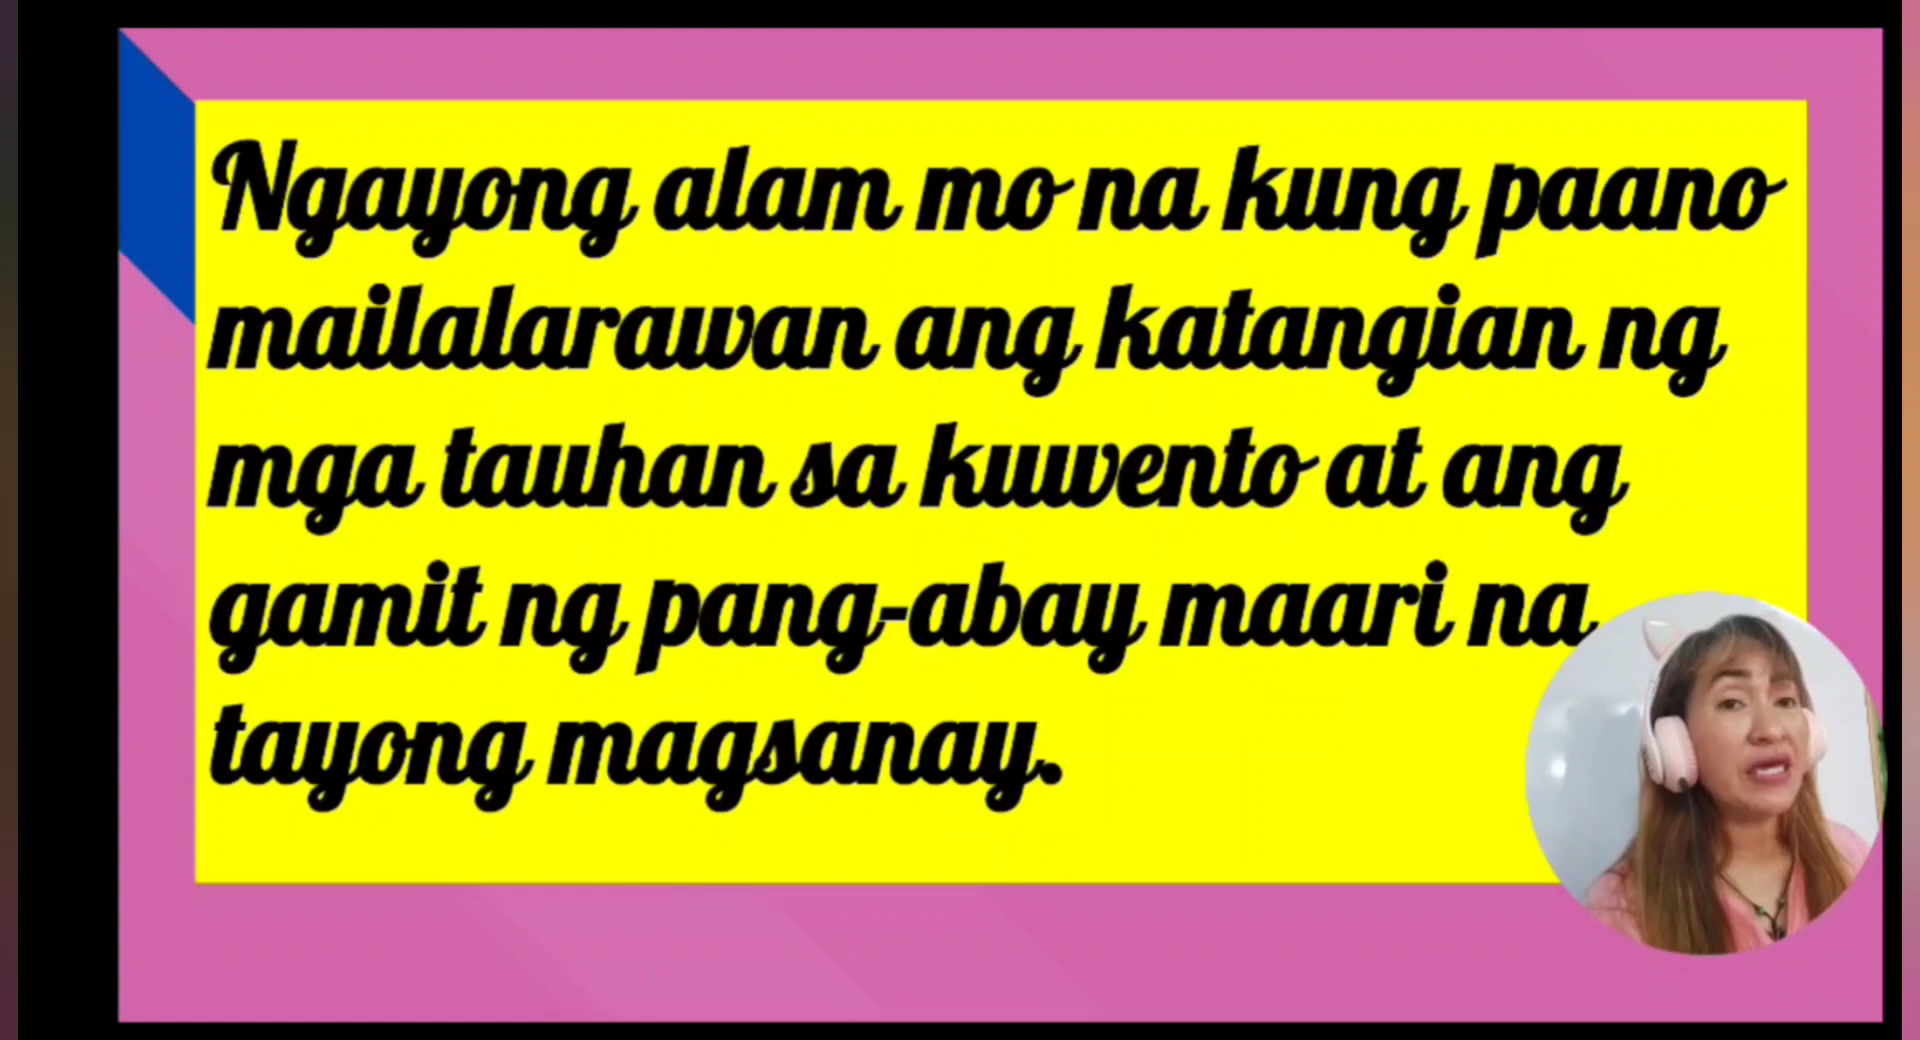 Ngayong alam mo na kung paano
mailalarawan ang katangian ng
mga tauhan sa kuwento at ang
gamit ng pang-abay maari na
tayong magsanay.